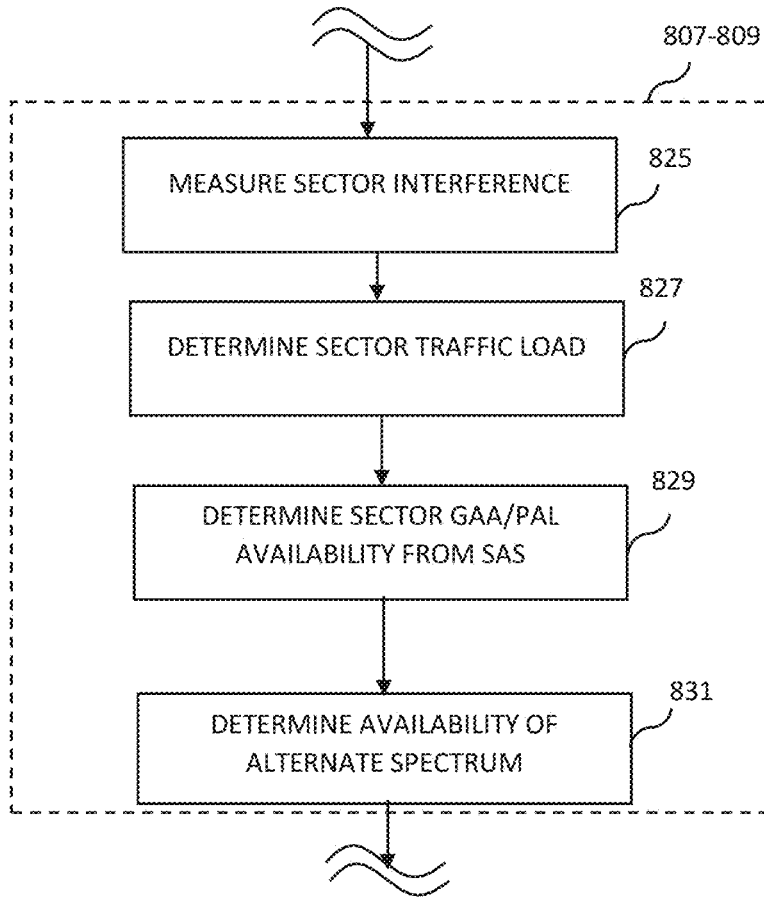 807-809
MEASURE SECTOR INTERFERENCE
825
DETERMINE SECTOR TRAFFIC LOAD
827
DETERMINE SECTOR GAA/PAL
AVAILABILITY FROM SAS
829
DETERMINE AVAILABILITY OF
ALTERNATE SPECTRUM
831